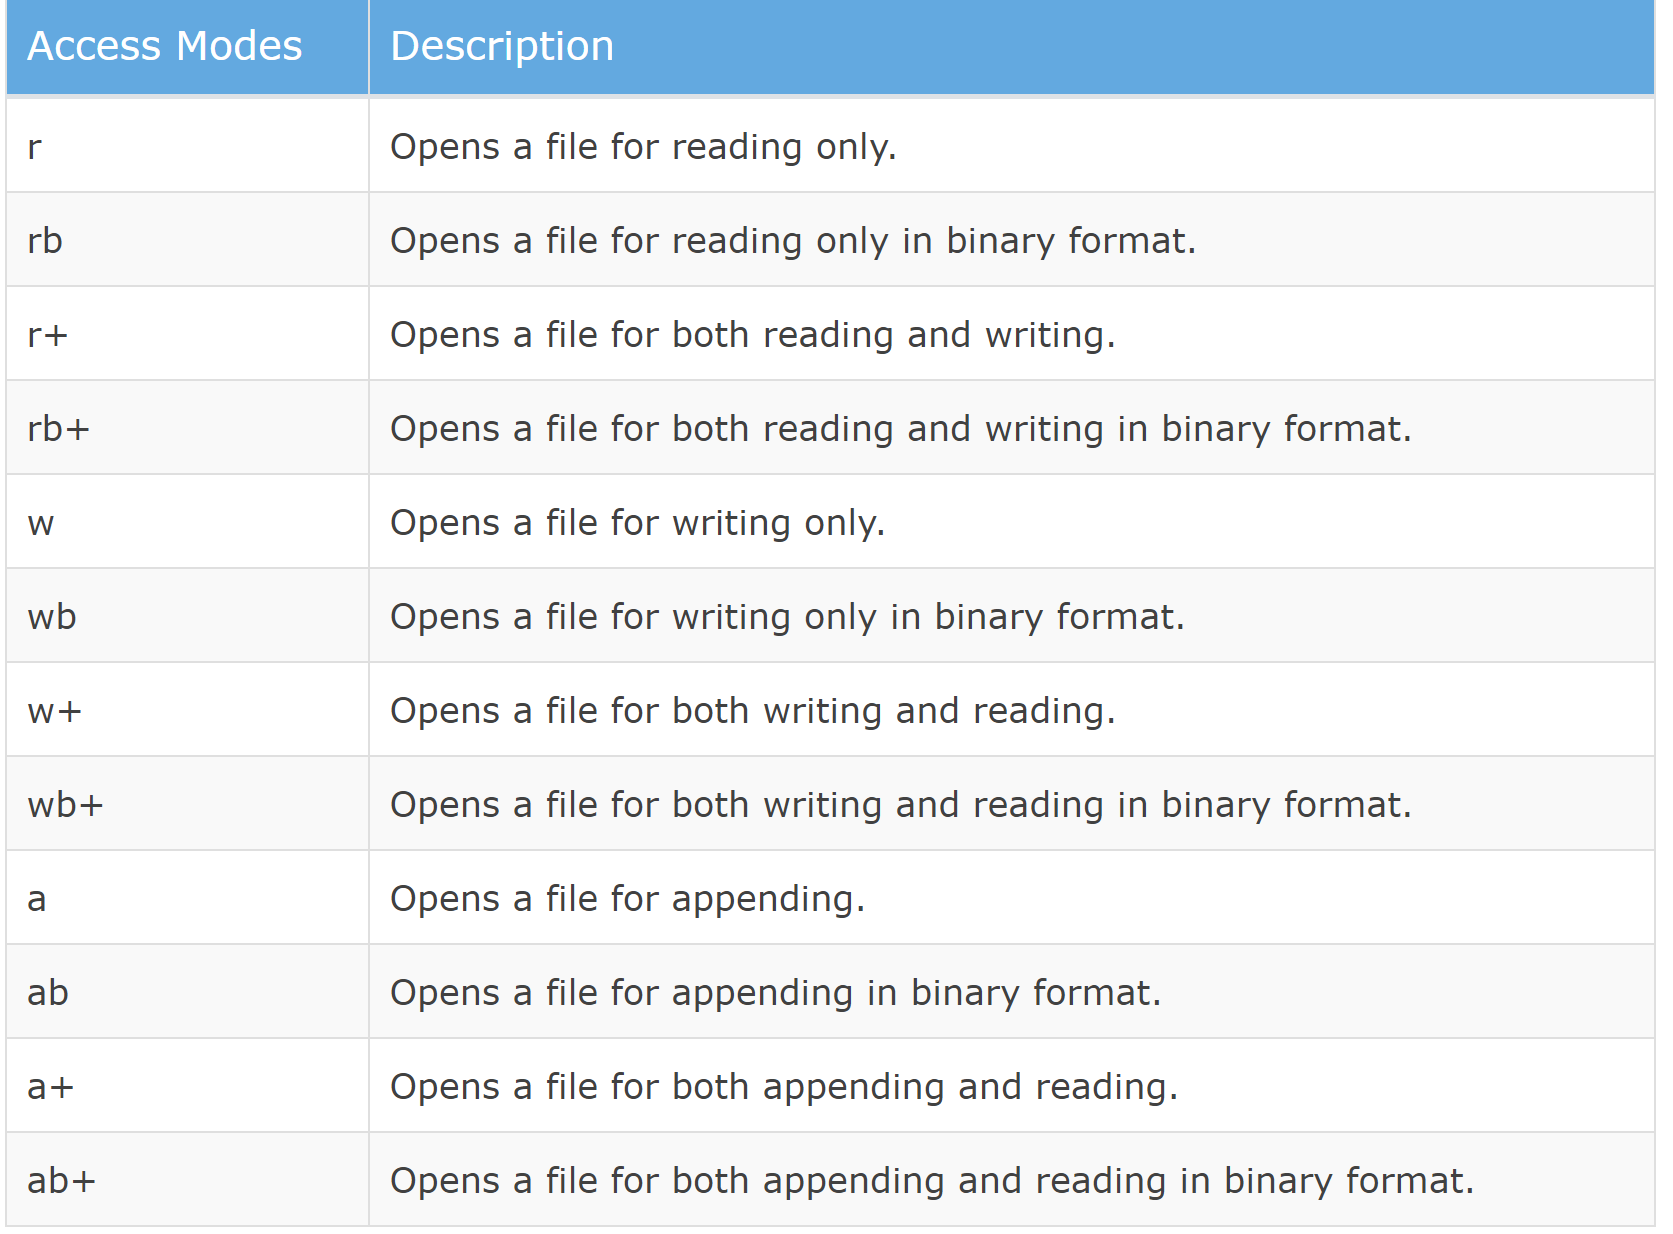 Access Modes Description
r Opens a file for reading only.
rb Opens a file for reading only in binary format.
r+ Opens a file for both reading and writing.
rb+ Opens a file for both reading and writing in binary format.
w Opens a file for writing only.
wb Opens a file for writing only in binary format.
w+ Opens a file for both writing and reading.
wb+ Opens a file for both writing and reading in binary format.
a Opens a file for appending.
ab Opens a file for appending in binary format.
a+ Opens a file for both appending and reading.
ab+ Opens a file for both appending and reading in binary format.